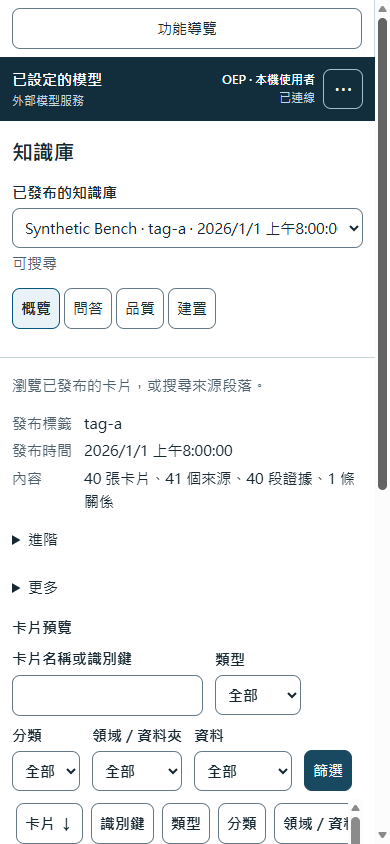 功能導覽
已設定的模型
外部模型服務
OEP · 本機使用者
已連線
...
知識庫
已發布的知識庫
Synthetic Bench · tag-a · 2026/1/1 上午8:00:0
可搜尋
概覽 問答 品質 建置
瀏覽已發布的卡片，或搜尋來源段落。
發布標籤 tag-a
發布時間 2026/1/1 上午8:00:00
內容 40 張卡片、41 個來源、40 段證據、1 條
關係
進階
更多
卡片預覽
卡片名稱或識別鍵 類型
全部
分類 領域 / 資料夾 資料
全部 全部 全部 篩選
卡片 ↓ 識別鍵 類型 分類 領域 / 資